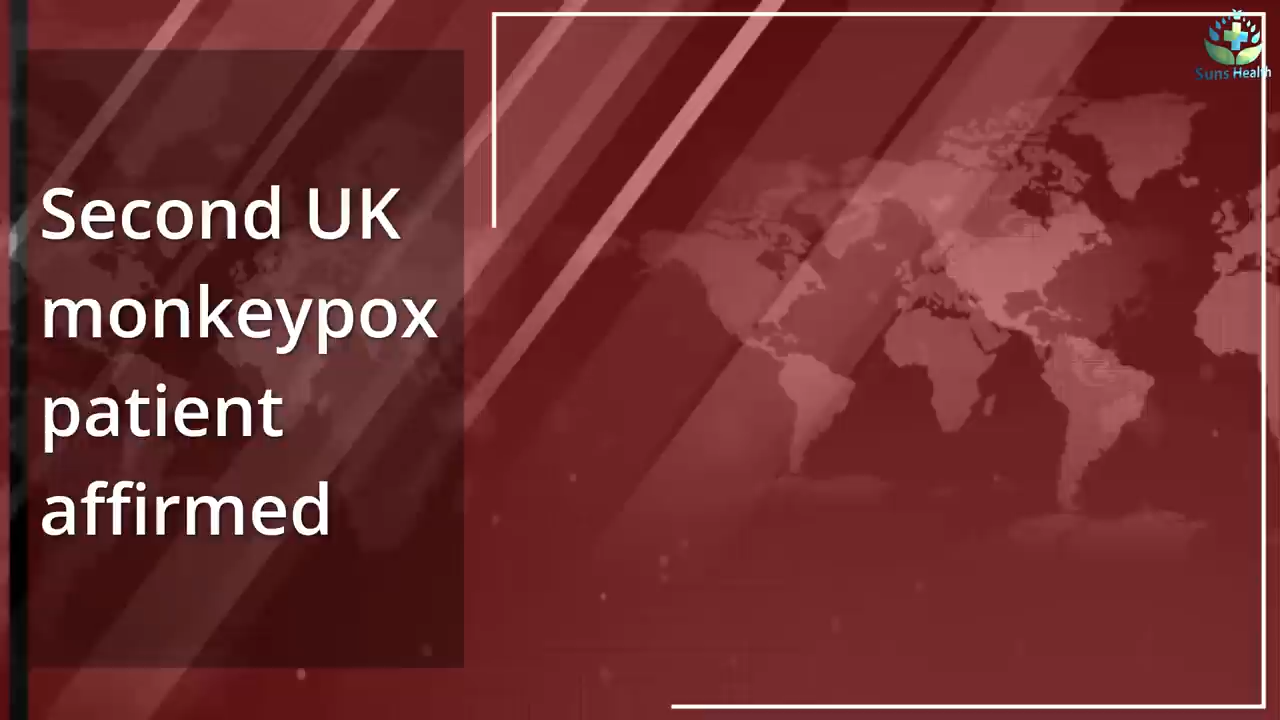 Second UK
monkeypox
patient
affirmed
Suns Health